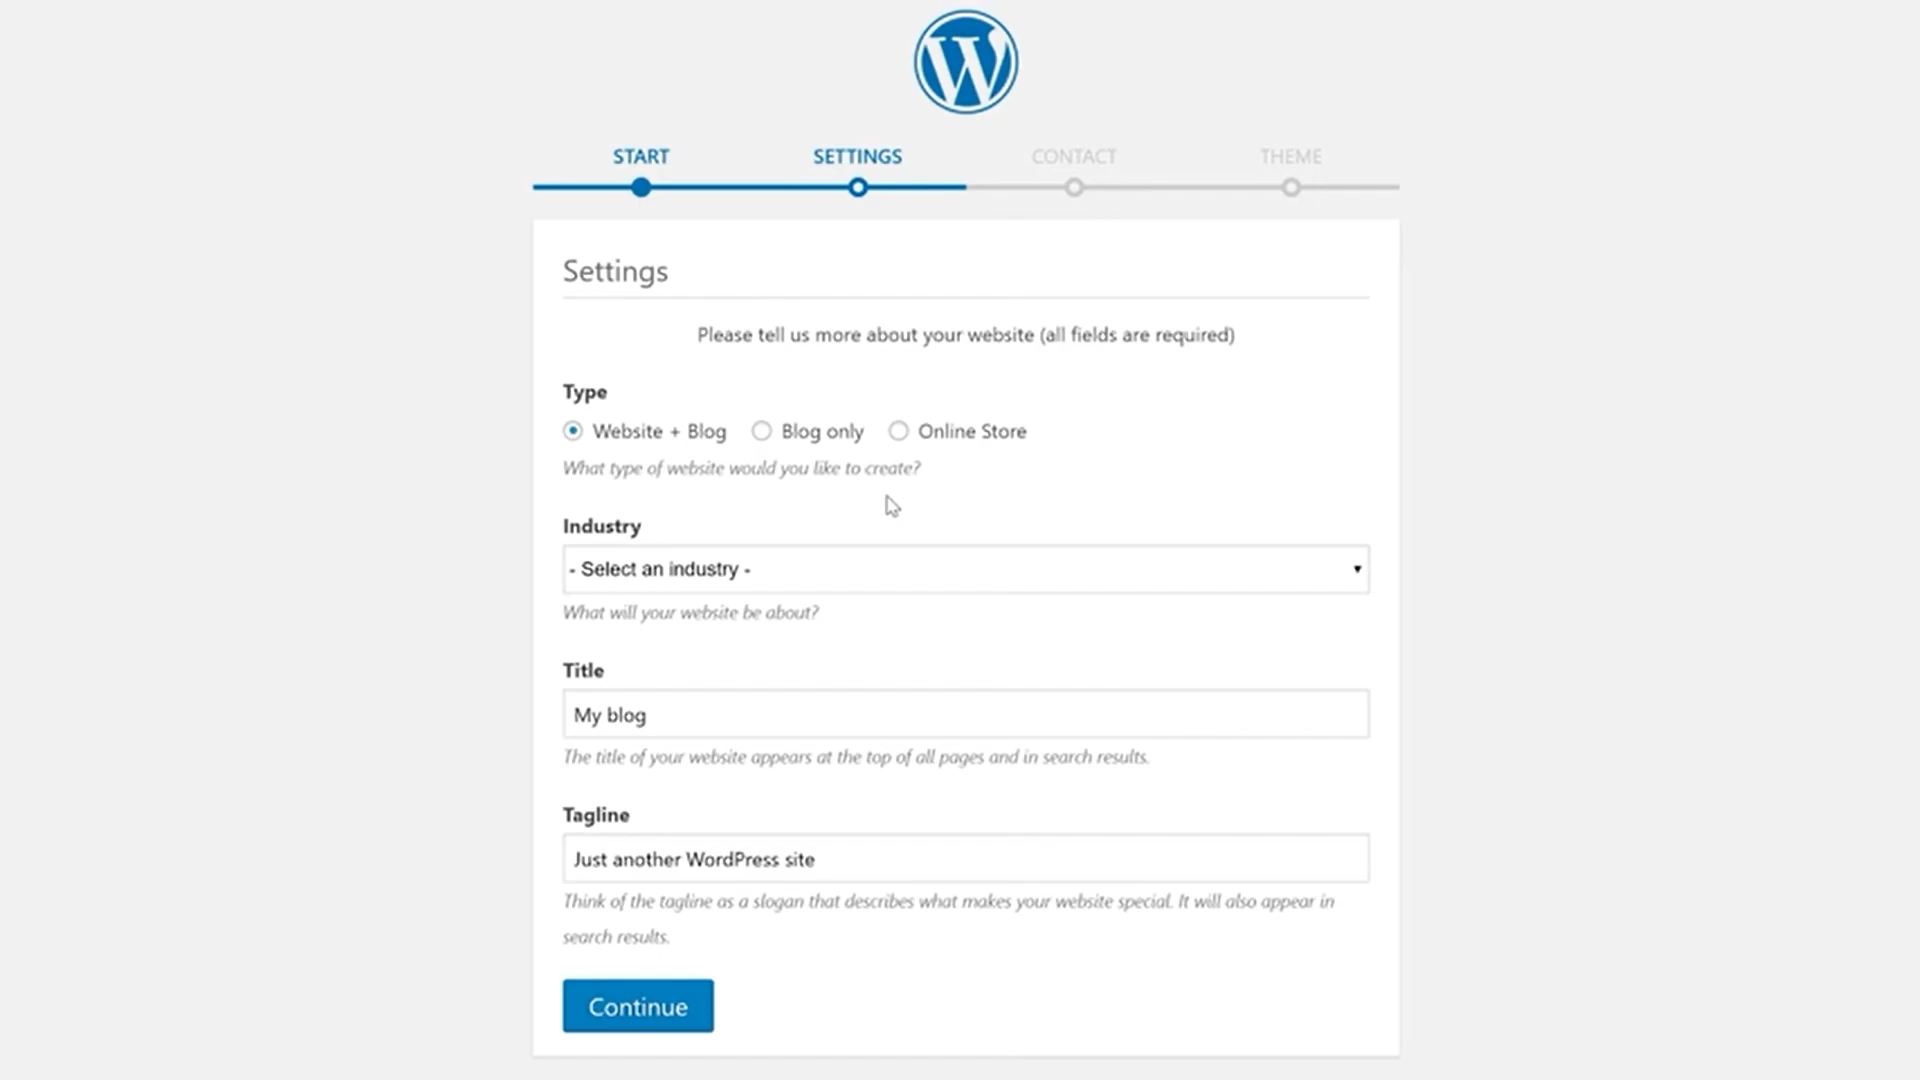 W
START SETTINGS CONTACT THEME
Settings
Please tell us more about your website (all fields are required)
Type
Website + Blog Blog only Online Store
What type of website would you like to create?
Industry
- Select an industry -
What will your website be about?
Title
My blog
The title of your website appears at the top of all pages and in search results.
Tagline
Just another WordPress site
Think of the tagline as a slogan that describes what makes your website special. It will also appear in
search results.
Continue